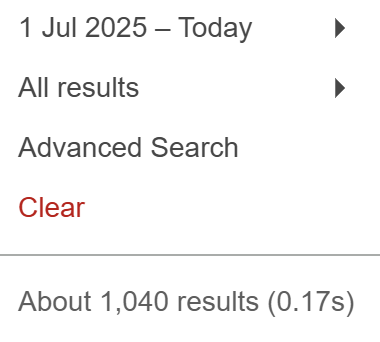 1 Jul 2025 – Today
All results
Advanced Search
Clear
About 1,040 results (0.17s)